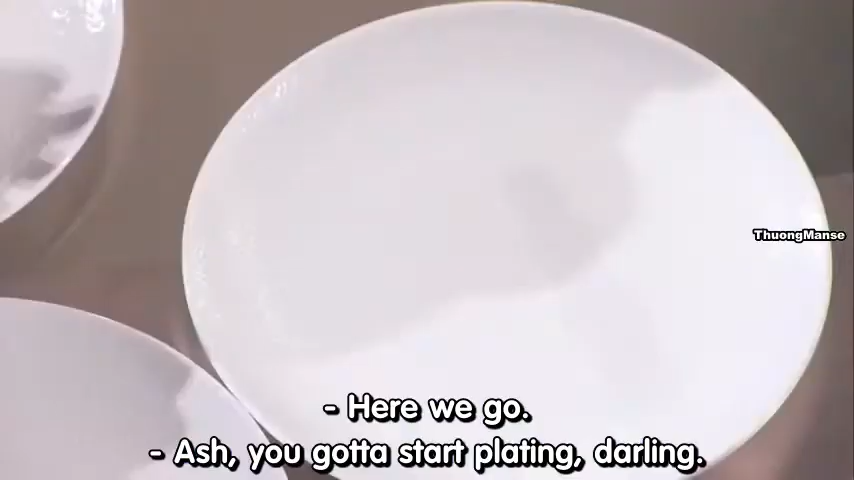 ThuongManse
- Here we go.
- Ash, you gotta start plating, darling.